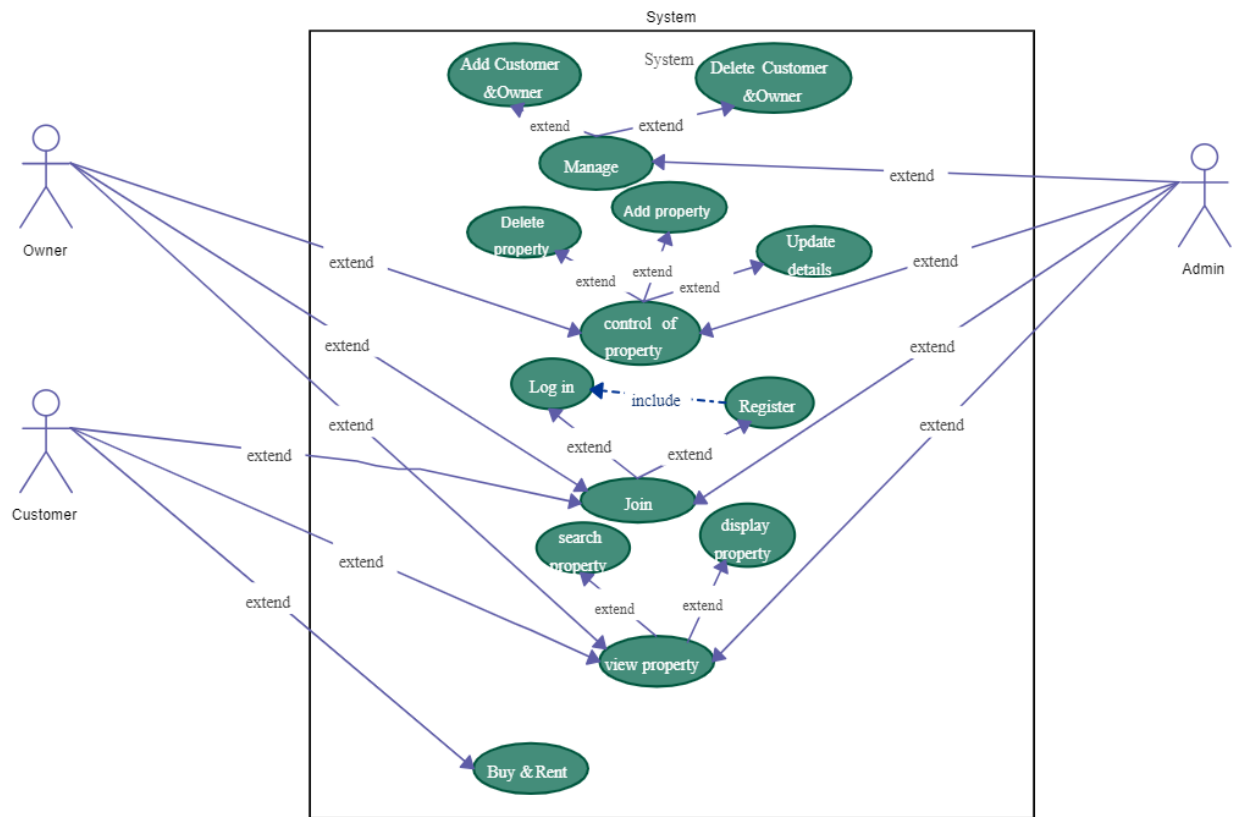 System
System
Add Customer
&Owner
Delete Customer
&Owner
extend
extend
Manage
extend
Owner
Admin
Delete
property
Add property
Update
details
extend
extend
extend
extend
extend
control of
property
extend
extend
Log in
include
Register
extend
extend
extend
extend
extend
Customer
Join
search
property
display
property
extend
extend
extend
extend
view property
Buy & Rent